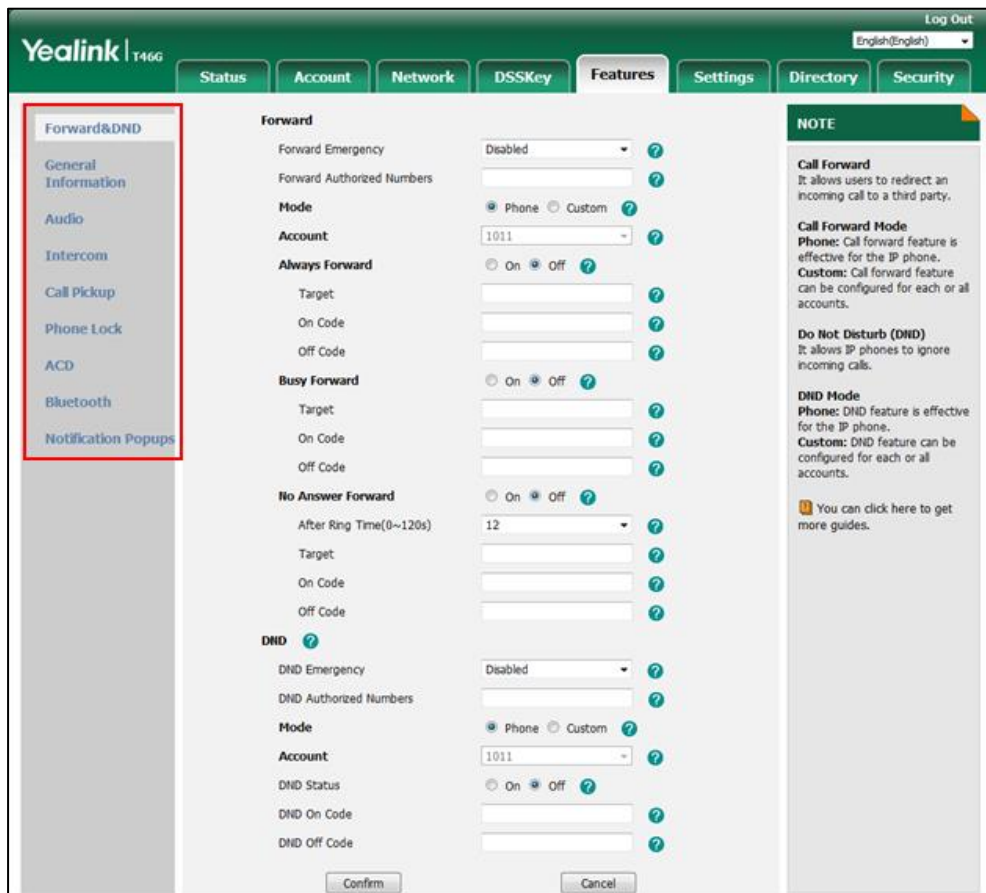 Log Out
Yealink T46G
English(English)
Status Account Network DSSKey Features Settings Directory Security
Forward&DND
General
Information
Audio
Intercom
Call Pickup
Phone Lock
ACD
Bluetooth
Notification Popups
Forward
Forward Emergency Disabled ?
Forward Authorized Numbers ?
Mode Phone Custom ?
Account 1011 ?
Always Forward On Off ?
Target ?
On Code ?
Off Code ?
Busy Forward On Off ?
Target ?
On Code ?
Off Code ?
No Answer Forward On Off ?
After Ring Time(0~120s) 12 ?
Target ?
On Code ?
Off Code ?
DND ?
DND Emergency Disabled ?
DND Authorized Numbers ?
Mode Phone Custom ?
Account 1011 ?
DND Status On Off ?
DND On Code ?
DND Off Code ?
Confirm Cancel
NOTE
Call Forward
It allows users to redirect an
incoming call to a third party.
Call Forward Mode
Phone: Call forward feature is
effective for the IP phone.
Custom: Call forward feature
can be configured for each or all
accounts.
Do Not Disturb (DND)
It allows IP phones to ignore
incoming calls.
DND Mode
Phone: DND feature is effective
for the IP phone.
Custom: DND feature can be
configured for each or all
accounts.
You can click here to get
more guides.